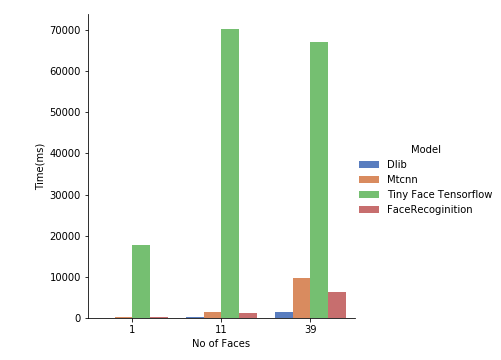 70000
60000
50000
40000
30000
20000
10000
0
Time(ms)
1
11
39
No of Faces
Model
Dlib
Mtcnn
Tiny Face Tensorflow
FaceRecoginition